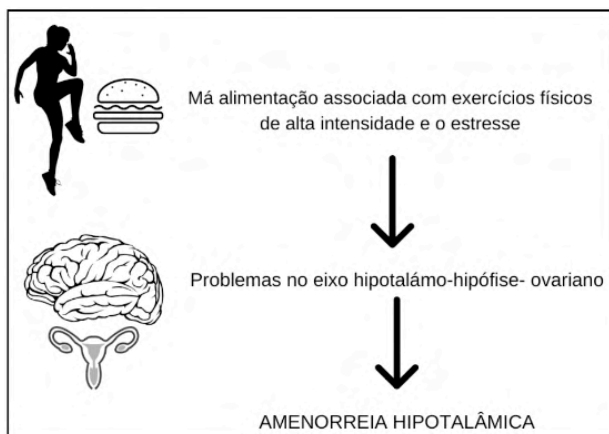 Má alimentação associada com exercícios físicos
de alta intensidade e o estresse
Problemas no eixo hipotalámo-hipófise- ovariano
AMENORREIA HIPOTALÂMICA